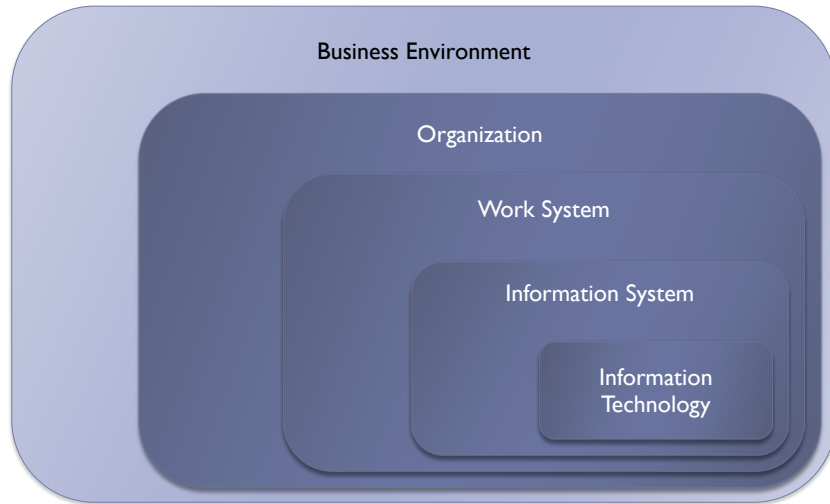 Business Environment
Organization
Work System
Information System
Information
Technology